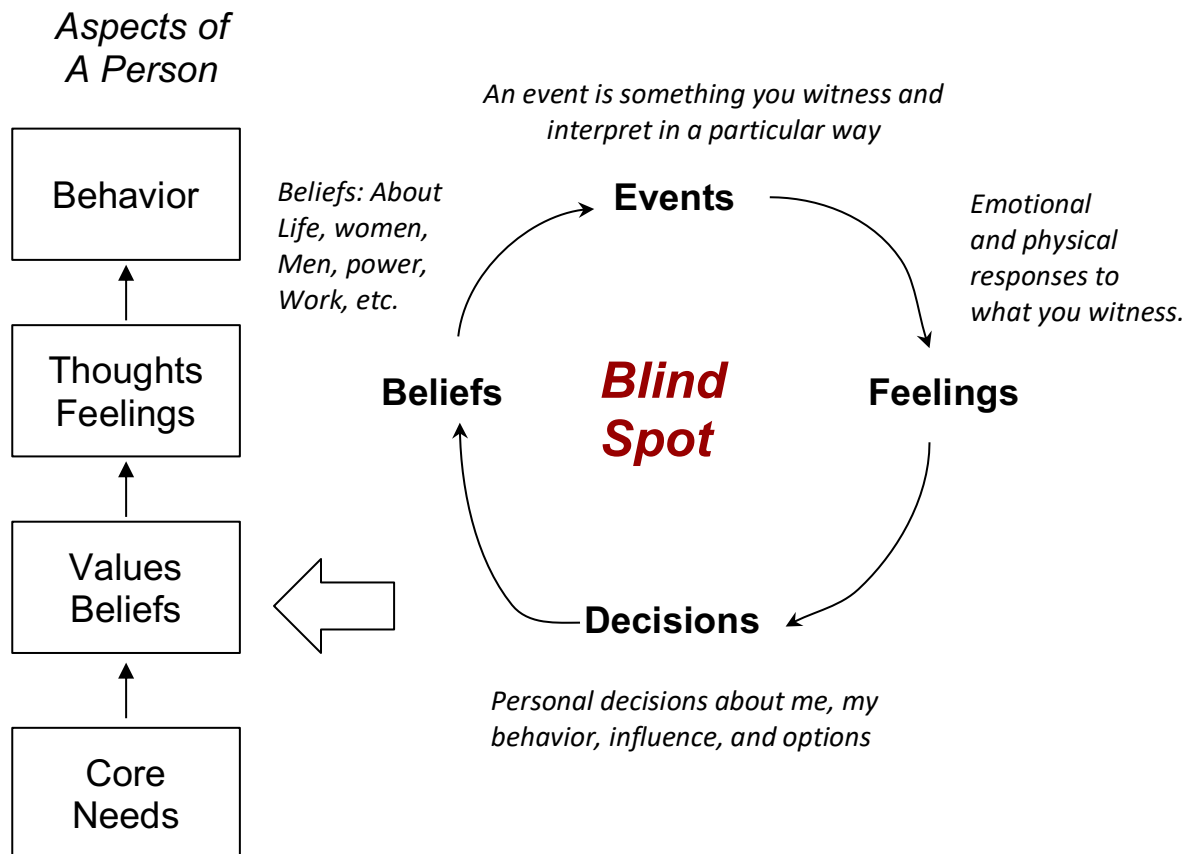 Aspects of
A Person
Behavior
Thoughts
Feelings
Values
Beliefs
Core
Needs
An event is something you witness and
interpret in a particular way
Events
Beliefs: About
Life, women,
Men, power,
Work, etc.
Emotional
and physical
responses to
what you witness.
Beliefs
Blind
Spot
Feelings
Decisions
Personal decisions about me, my
behavior, influence, and options